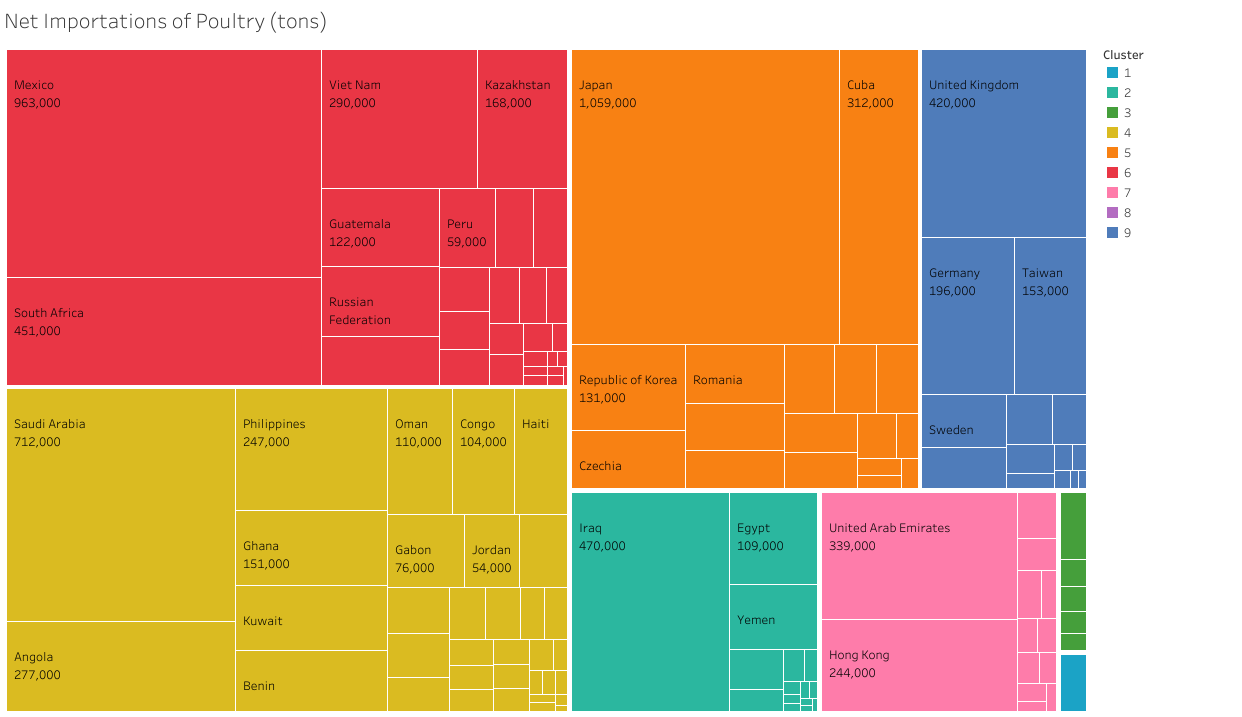 Net Importations of Poultry (tons)
Mexico
963,000
South Africa
451,000
Viet Nam
290,000
Kazakhstan
168,000
Guatemala
122,000
Peru
59,000
Russian
Federation
Saudi Arabia
712,000
Angola
277,000
Philippines
247,000
Ghana
151,000
Kuwait
Benin
Oman
110,000
Congo
104,000
Haiti
Gabon
76,000
Jordan
54,000
Japan
1,059,000
Cuba
312,000
Republic of Korea
131,000
Czechia
Romania
United Kingdom
420,000
Germany
196,000
Taiwan
153,000
Sweden
Iraq
470,000
Egypt
109,000
Yemen
United Arab Emirates
339,000
Hong Kong
244,000
Cluster
1
2
3
4
5
6
7
8
9